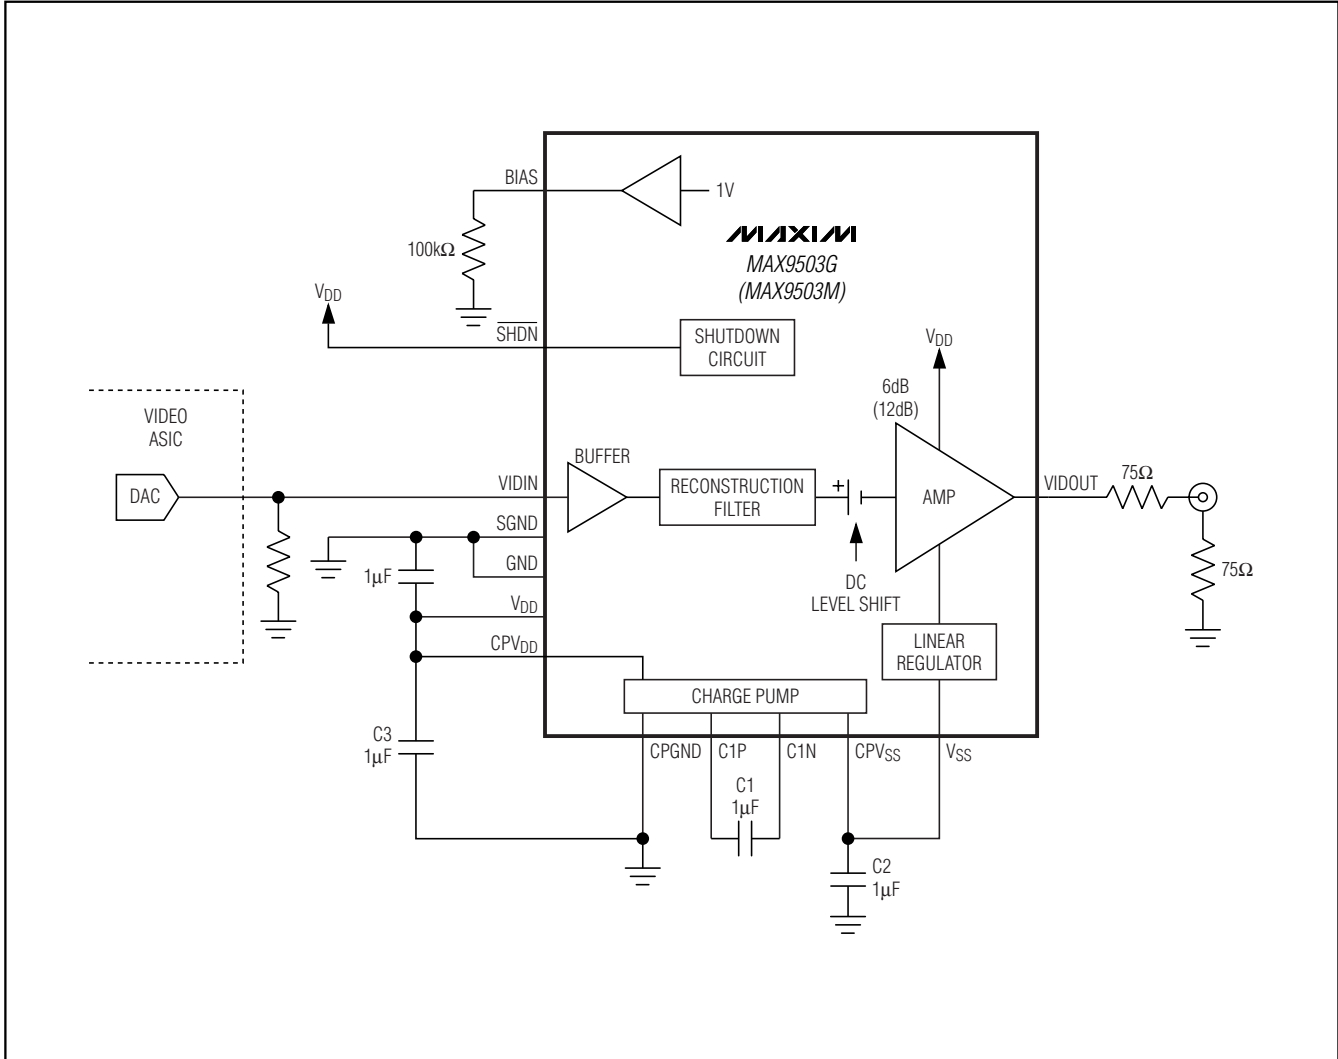 BIAS
1V
MAXIM
MAX9503G
(MAX9503M)
100kΩ
VDD
SHDN
SHUTDOWN
CIRCUIT
VDD
6dB
(12dB)
VIDEO
ASIC
DAC
VIDIN
BUFFER
RECONSTRUCTION
FILTER
+
AMP
VIDOUT
75Ω
75Ω
SGND
GND
1µF
VDD
CPVDD
DC
LEVEL SHIFT
LINEAR
REGULATOR
CHARGE PUMP
C3
1µF
CPGND
C1P
C1N
CPVSS
VSS
C1
1µF
C2
1µF